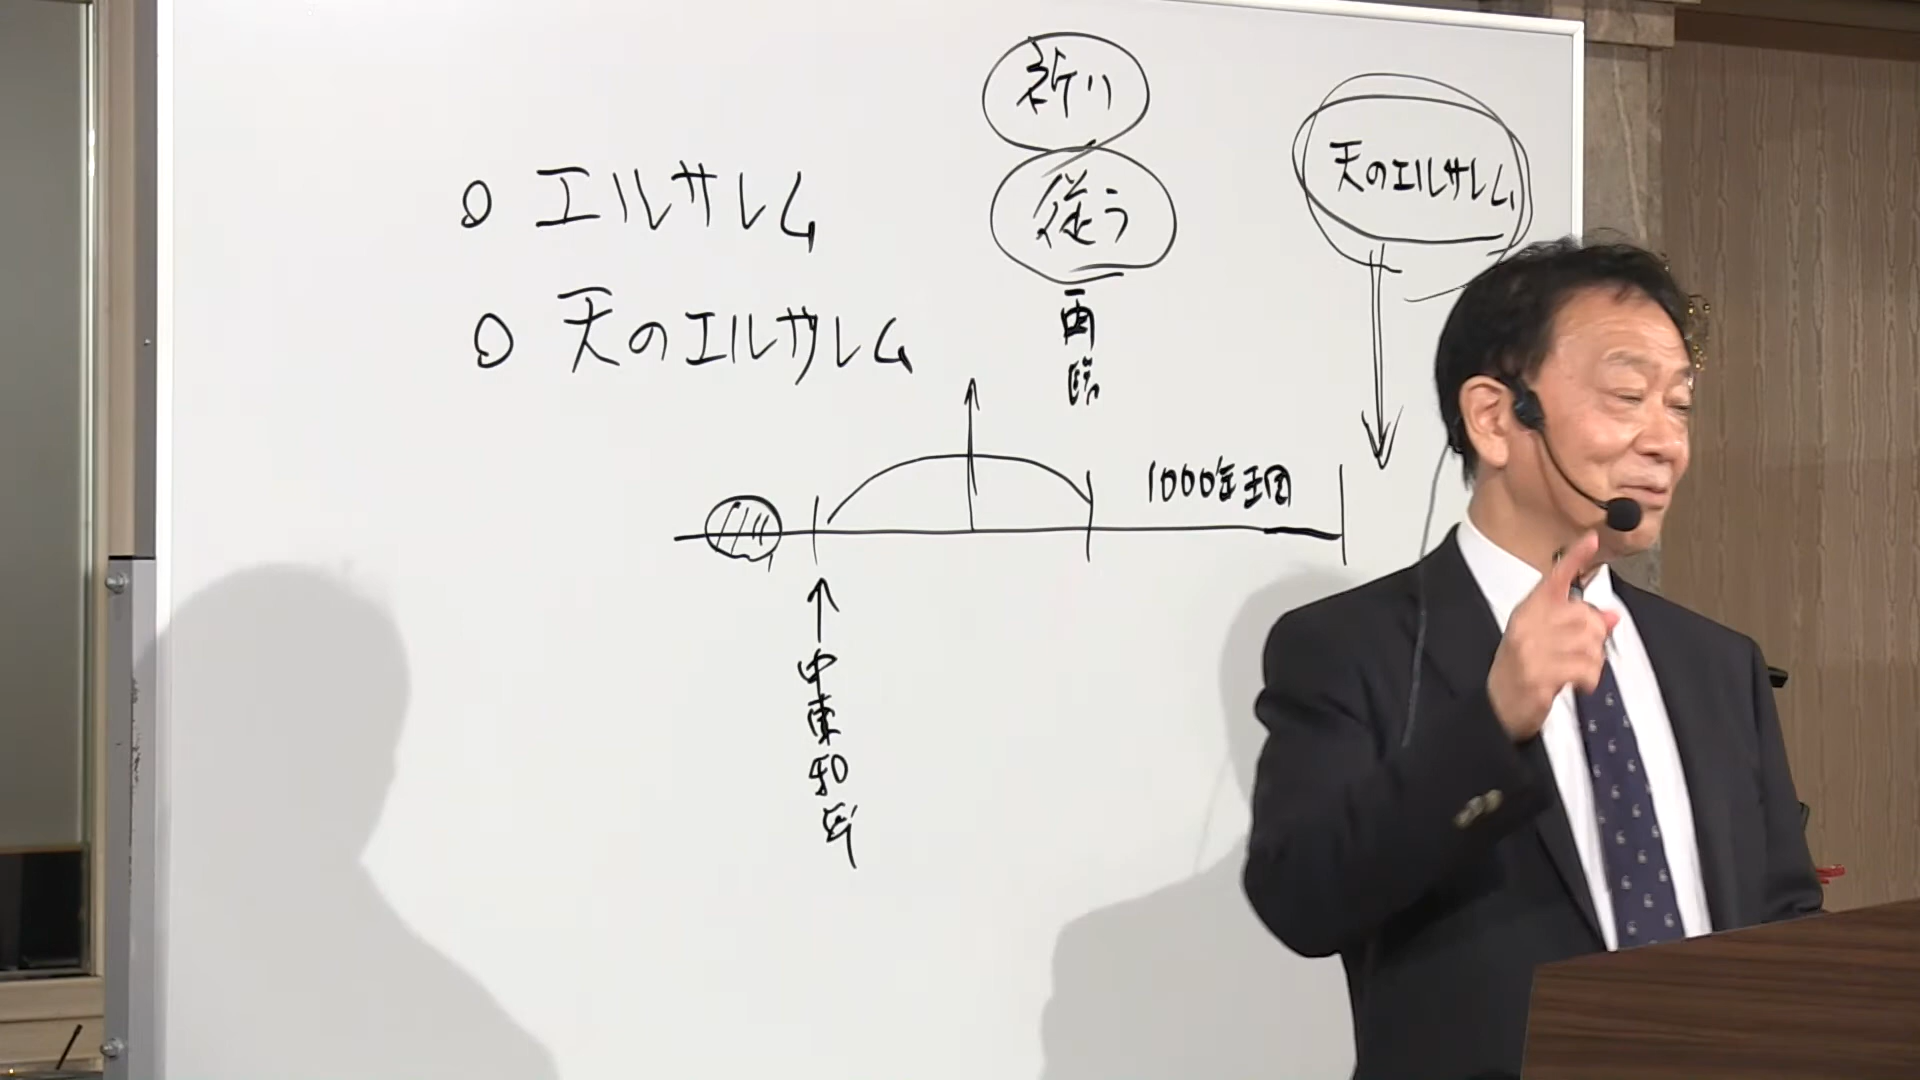 祈り
従う
再臨
天のエルサレム
○ エルサレム
○ 天のエルサレム
1000年王国
中東和平